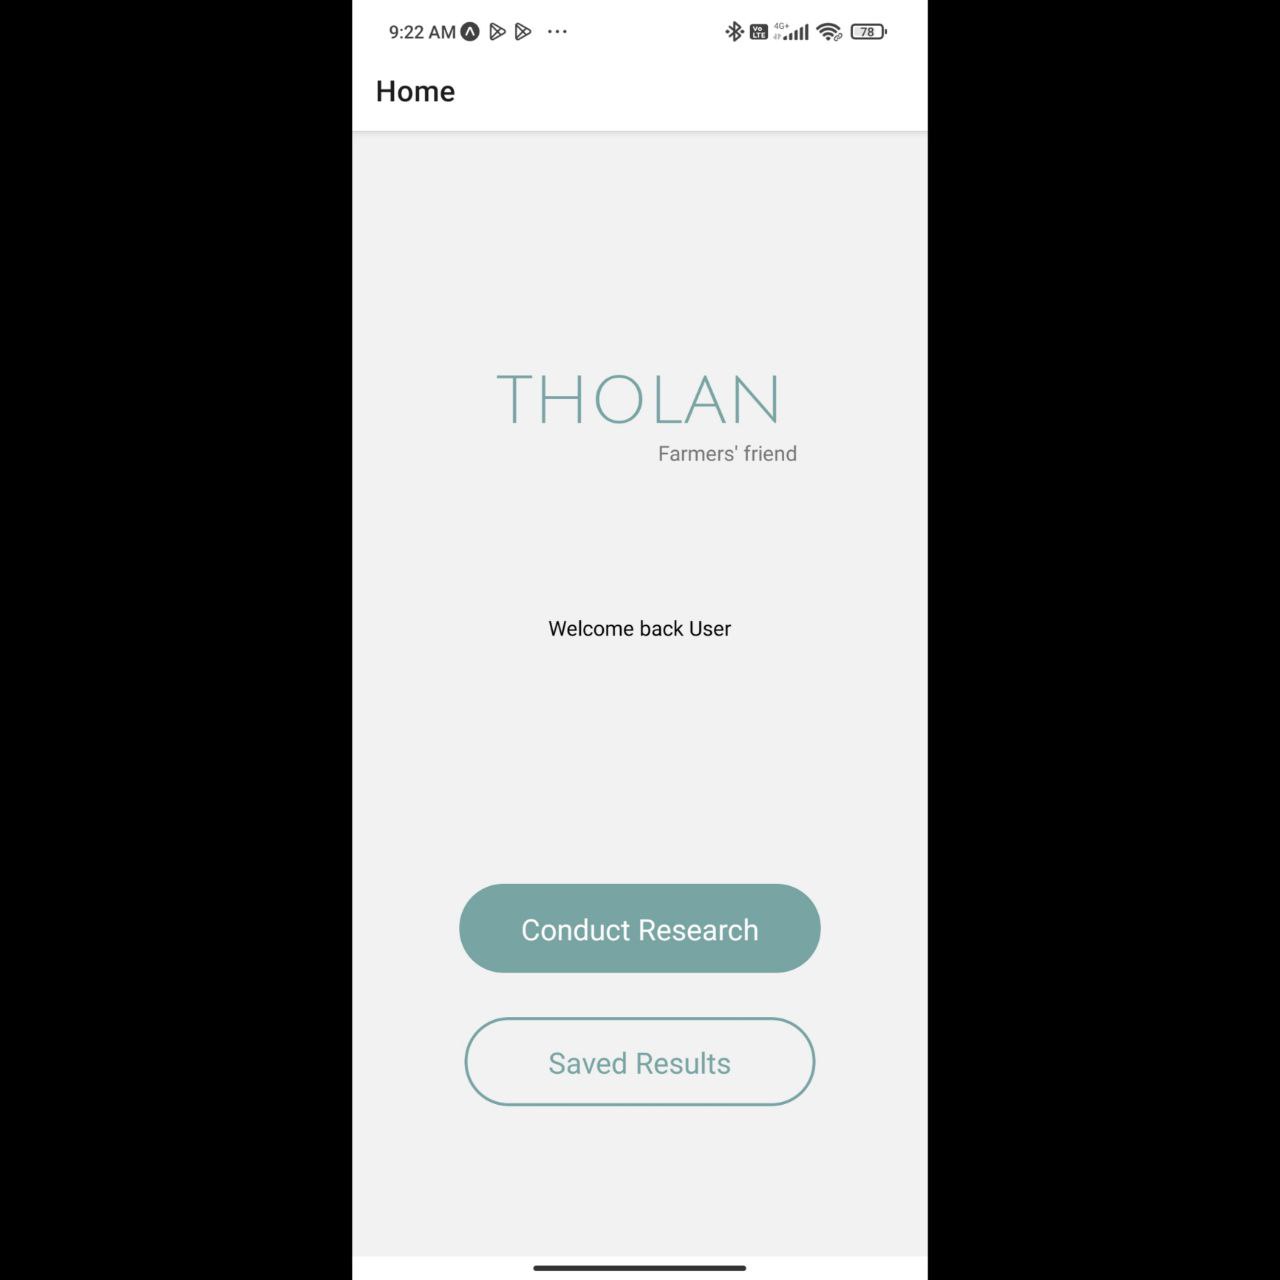 9:22 AM
Vo LTE 4G+ 78
Home
THOLAN
Farmers' friend
Welcome back User
Conduct Research
Saved Results